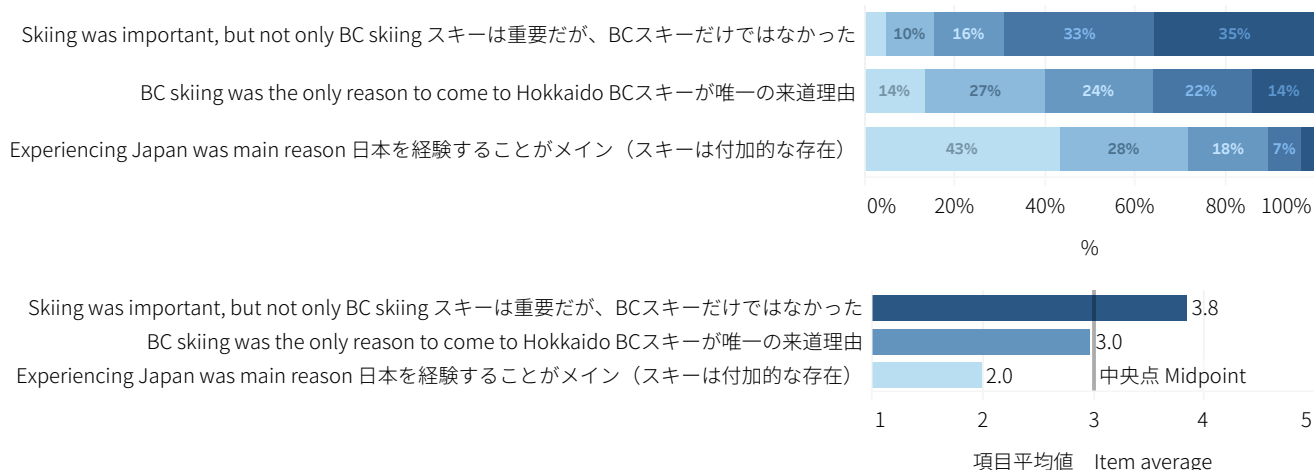 Skiing was important, but not only BC skiing スキーは重要だが、BCスキーだけではなかった 10% 16% 33% 35%
BC skiing was the only reason to come to Hokkaido BCスキーが唯一の来道理由 14% 27% 24% 22% 14%
Experiencing Japan was main reason 日本を経験することがメイン（スキーは付加的な存在） 43% 28% 18% 7%
0% 20% 40% 60% 80% 100%
%
Skiing was important, but not only BC skiing スキーは重要だが、BCスキーだけではなかった 3.8
BC skiing was the only reason to come to Hokkaido BCスキーが唯一の来道理由 3.0
Experiencing Japan was main reason 日本を経験することがメイン（スキーは付加的な存在） 2.0 中央点 Midpoint
1 2 3 4 5
項目平均値 Item average